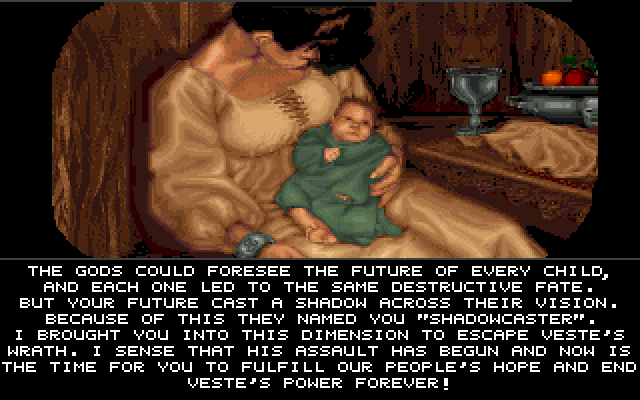 THE GODS COULD FORESEE THE FUTURE OF EVERY CHILD,
AND EACH ONE LED TO THE SAME DESTRUCTIVE FATE.
BUT YOUR FUTURE CAST A SHADOW ACROSS THEIR VISION.
BECAUSE OF THIS THEY NAMED YOU "SHADOWCASTER".
I BROUGHT YOU INTO THIS DIMENSION TO ESCAPE VESTE'S
WRATH. I SENSE THAT HIS ASSAULT HAS BEGUN AND NOW IS
THE TIME FOR YOU TO FULFILL OUR PEOPLE'S HOPE AND END
VESTE'S POWER FOREVER!